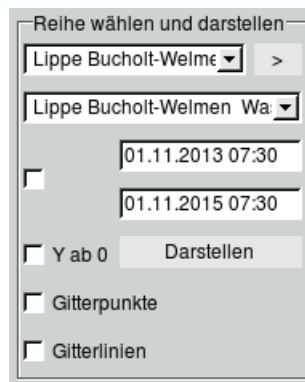 Reihe wählen und darstellen
Lippe Bucholt-Welme >
Lippe Bucholt-Welmen Wa
01.11.2013 07:30
01.11.2015 07:30
Y ab 0 Darstellen
Gitterpunkte
Gitterlinien